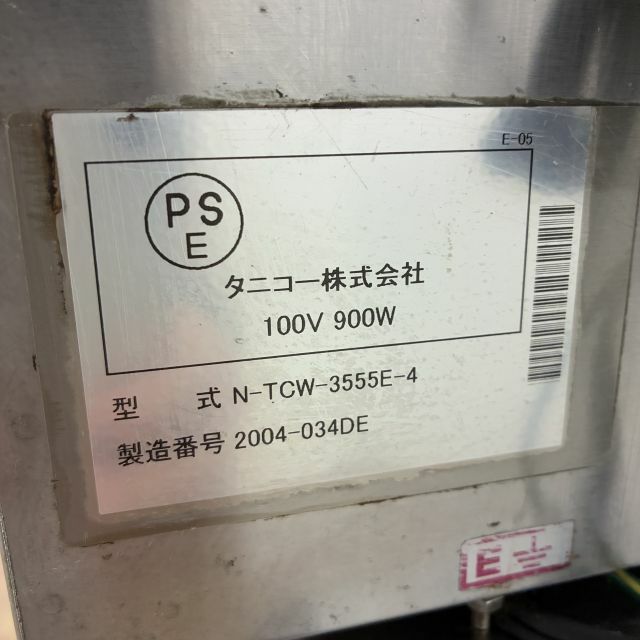 E-05
PS
E
タニコー株式会社
100V 900W
型 式 N-TCW-3555E-4
製造番号 2004-034DE
E